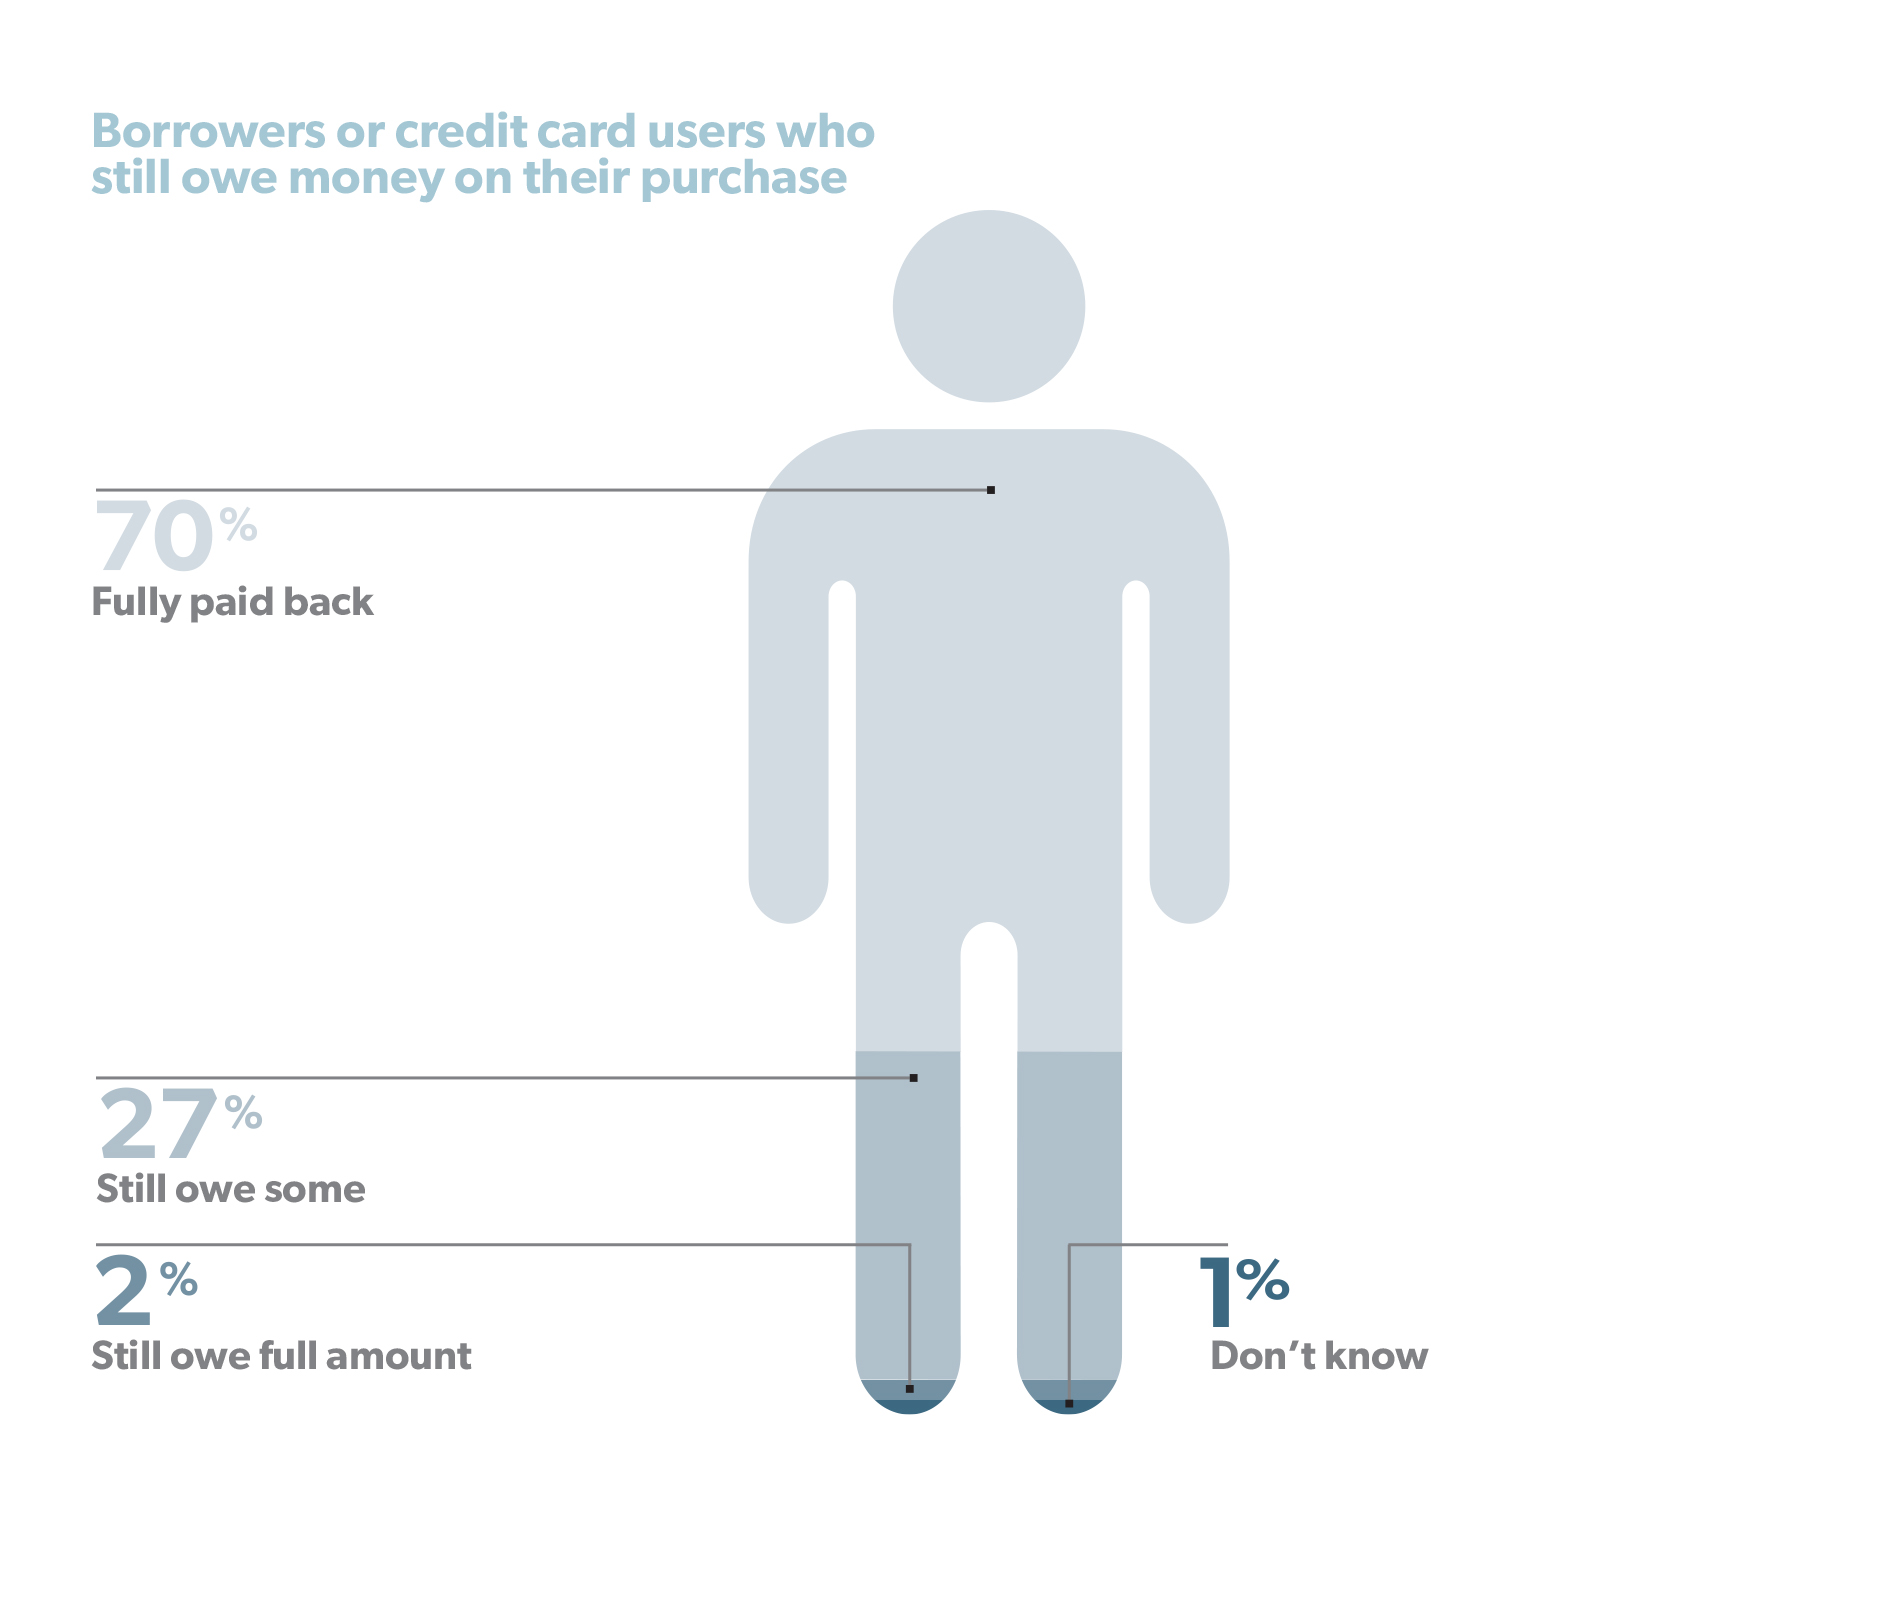 Borrowers or credit card users who
still owe money on their purchase
70%
Fully paid back
27%
Still owe some
2%
Still owe full amount
1%
Don’t know